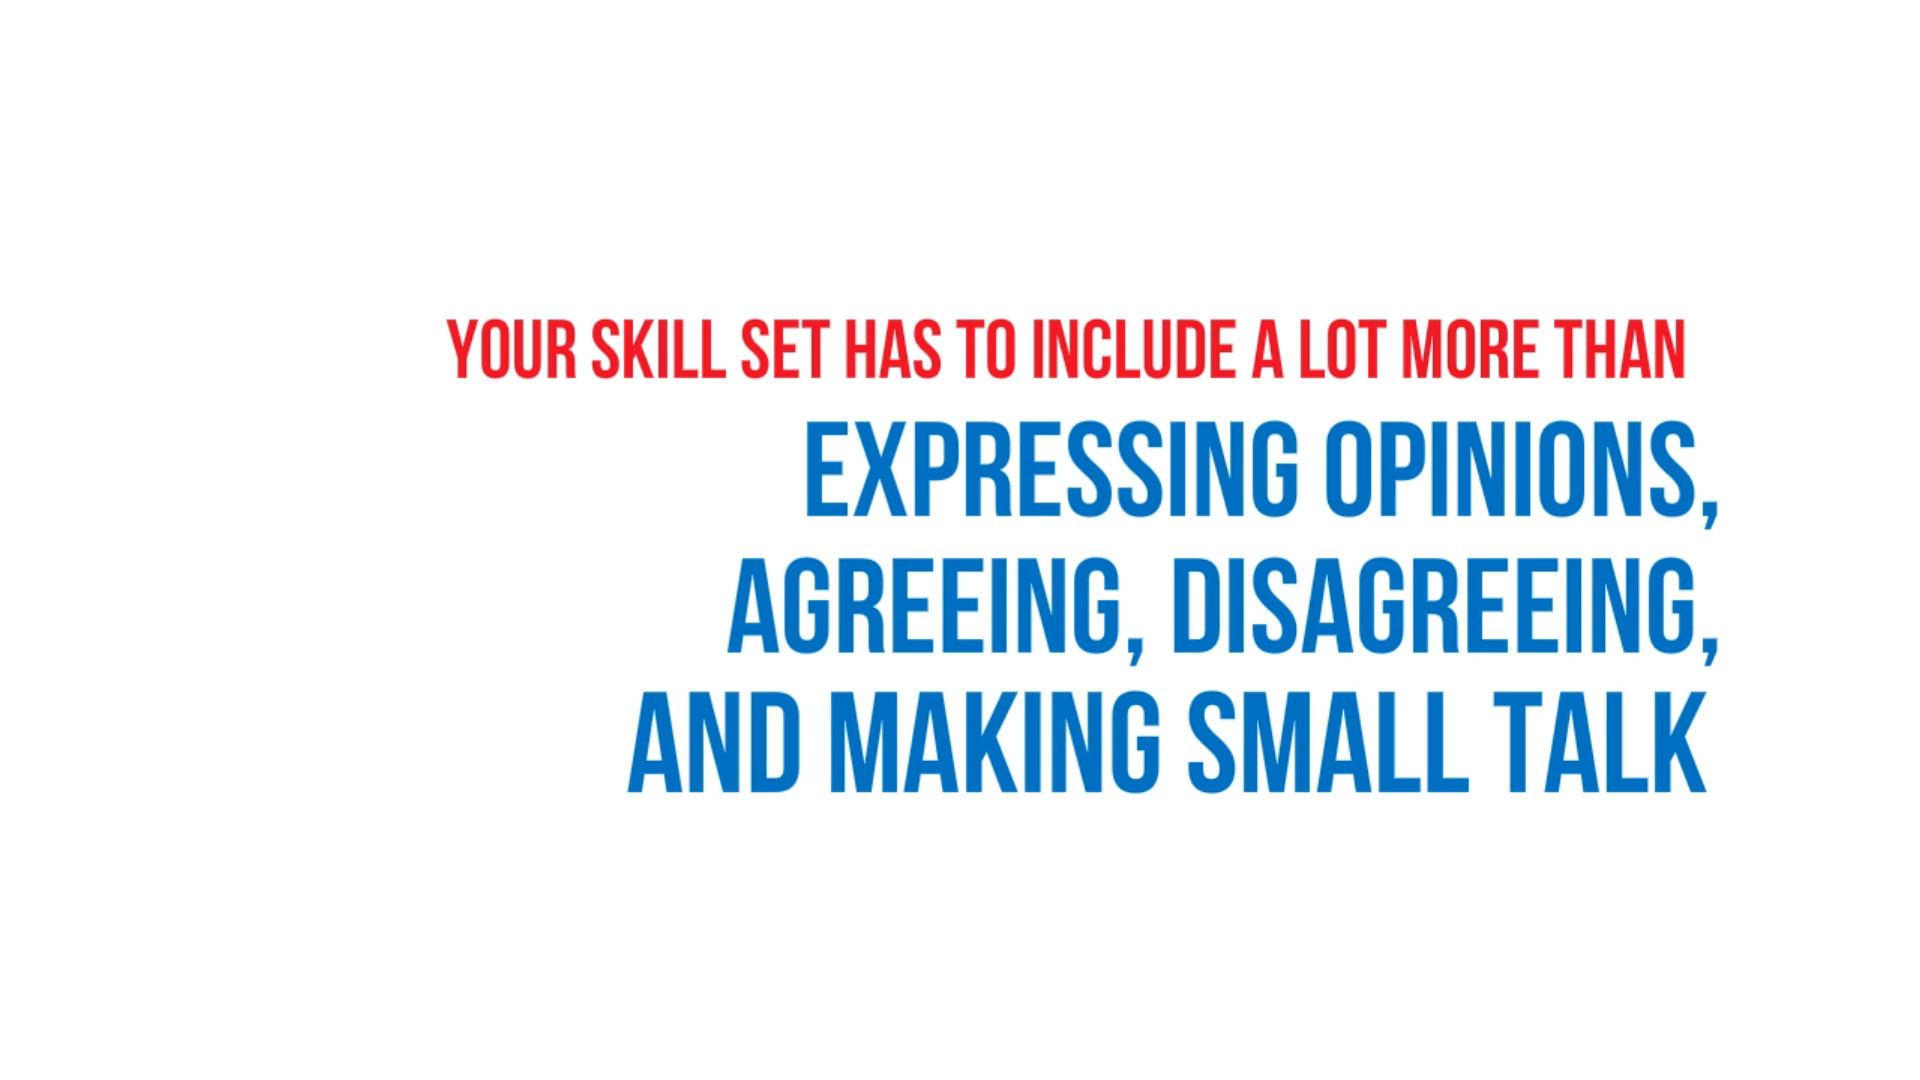 YOUR SKILL SET HAS TO INCLUDE A LOT MORE THAN
EXPRESSING OPINIONS,
AGREEING, DISAGREEING,
AND MAKING SMALL TALK